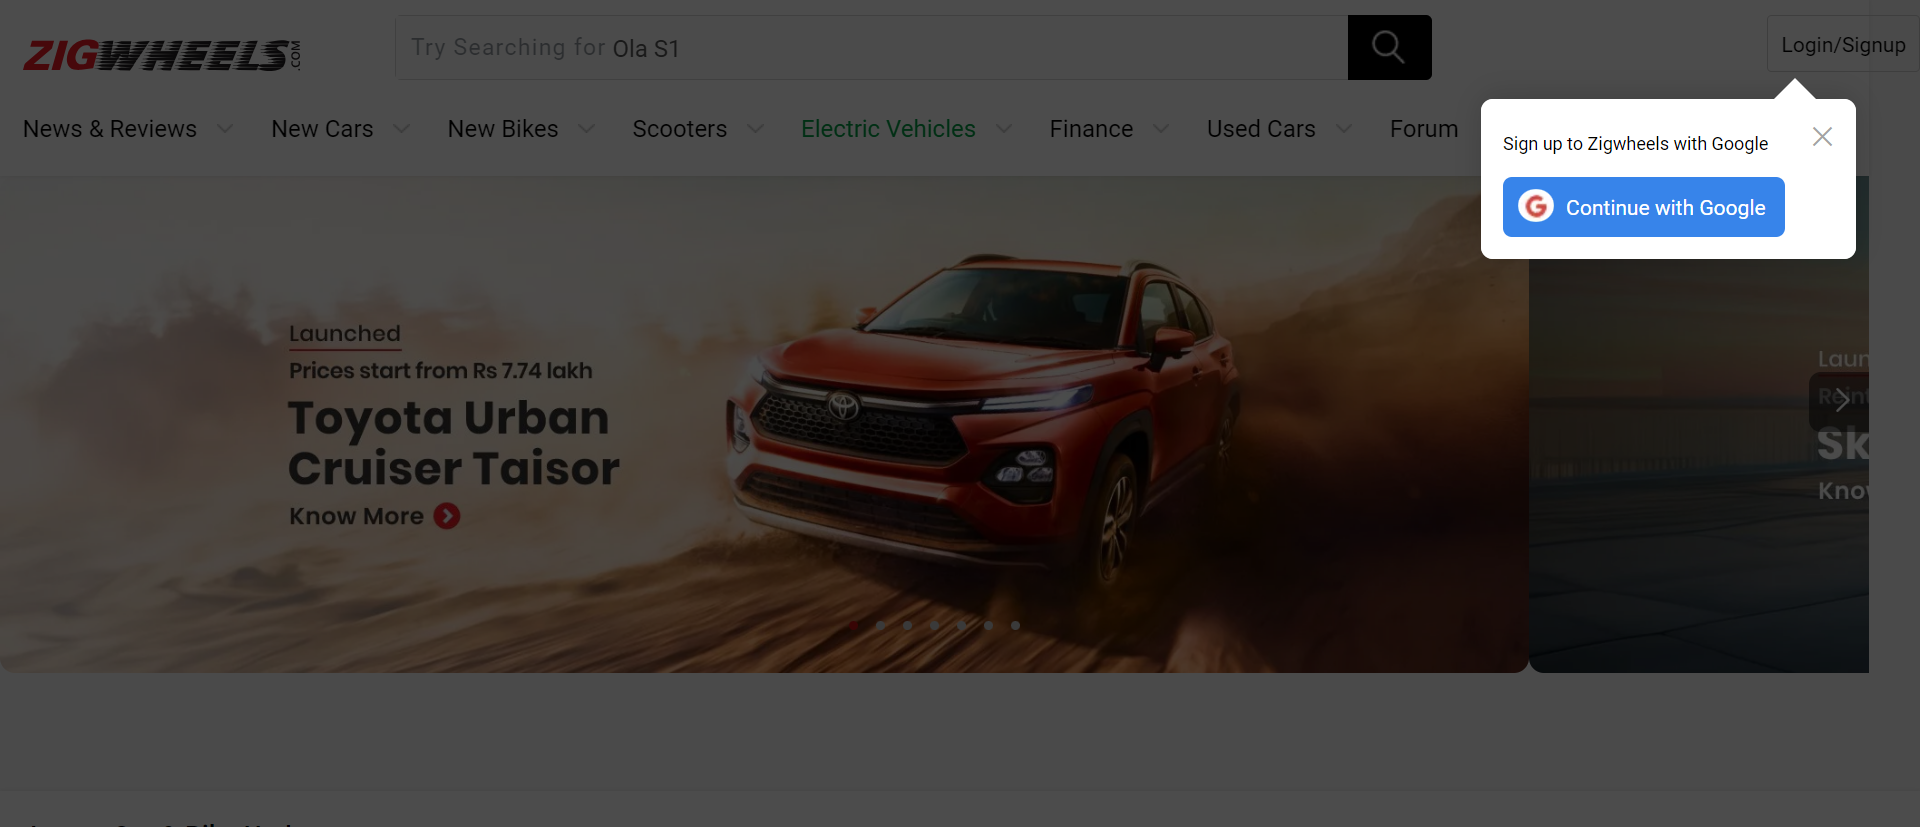 ZIGWHEELS.COM
Try Searching for Ola S1
Login/Signup
News & Reviews
New Cars
New Bikes
Scooters
Electric Vehicles
Finance
Used Cars
Forum
Sign up to Zigwheels with Google
Continue with Google
Launched
Prices start from Rs 7.74 lakh
Toyota Urban
Cruiser Taisor
Know More
Laun
Reint
Sk
Know